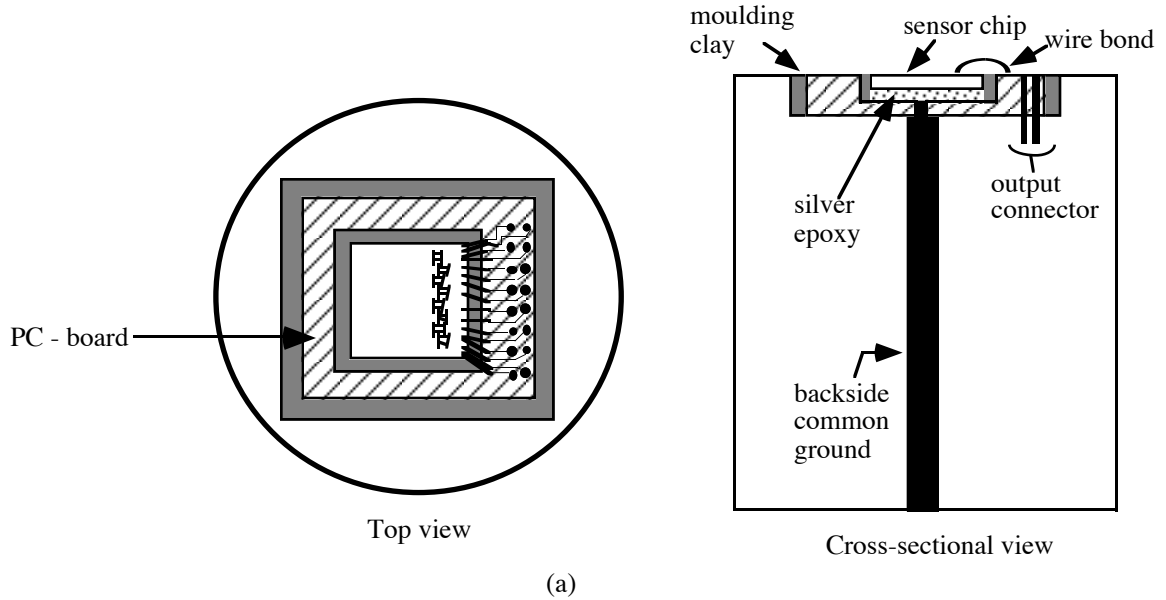 moulding
clay
sensor chip
wire bond
silver
epoxy
output
connector
PC - board
backside
common
ground
Top view
Cross-sectional view
(a)